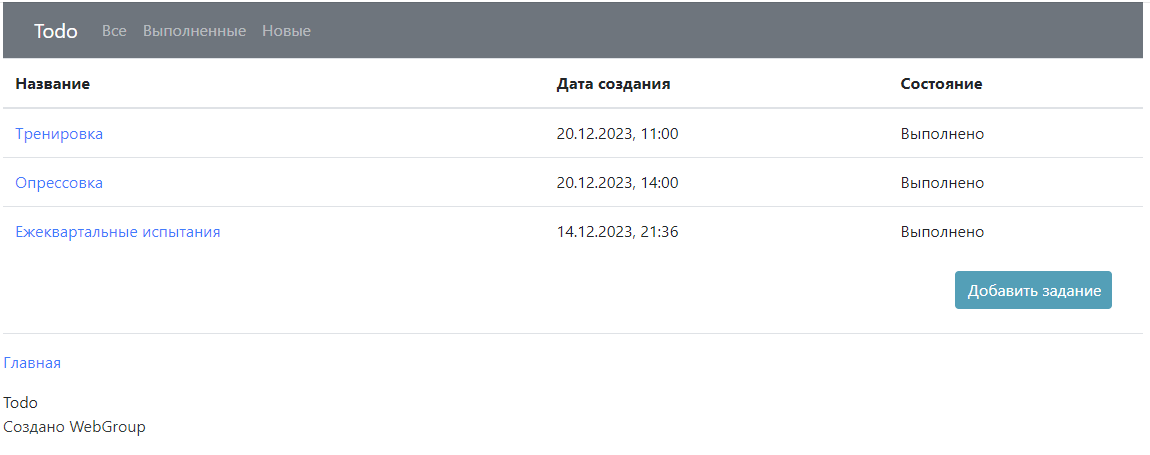 Todo Все Выполненные Новые
Название Дата создания Состояние
Тренировка 20.12.2023, 11:00 Выполнено
Опрессовка 20.12.2023, 14:00 Выполнено
Ежеквартальные испытания 14.12.2023, 21:36 Выполнено
Добавить задание
Главная
Todo
Создано WebGroup